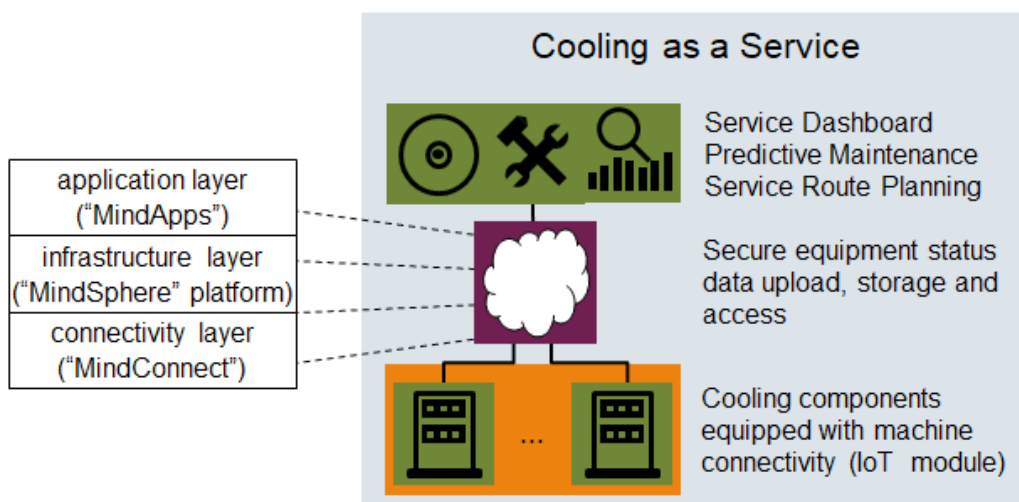 Cooling as a Service
Service Dashboard
Predictive Maintenance
Service Route Planning
application layer
(“MindApps”)
infrastructure layer
(“MindSphere” platform)
connectivity layer
(“MindConnect”)
Secure equipment status
data upload, storage and
access
...
Cooling components
equipped with machine
connectivity (IoT module)